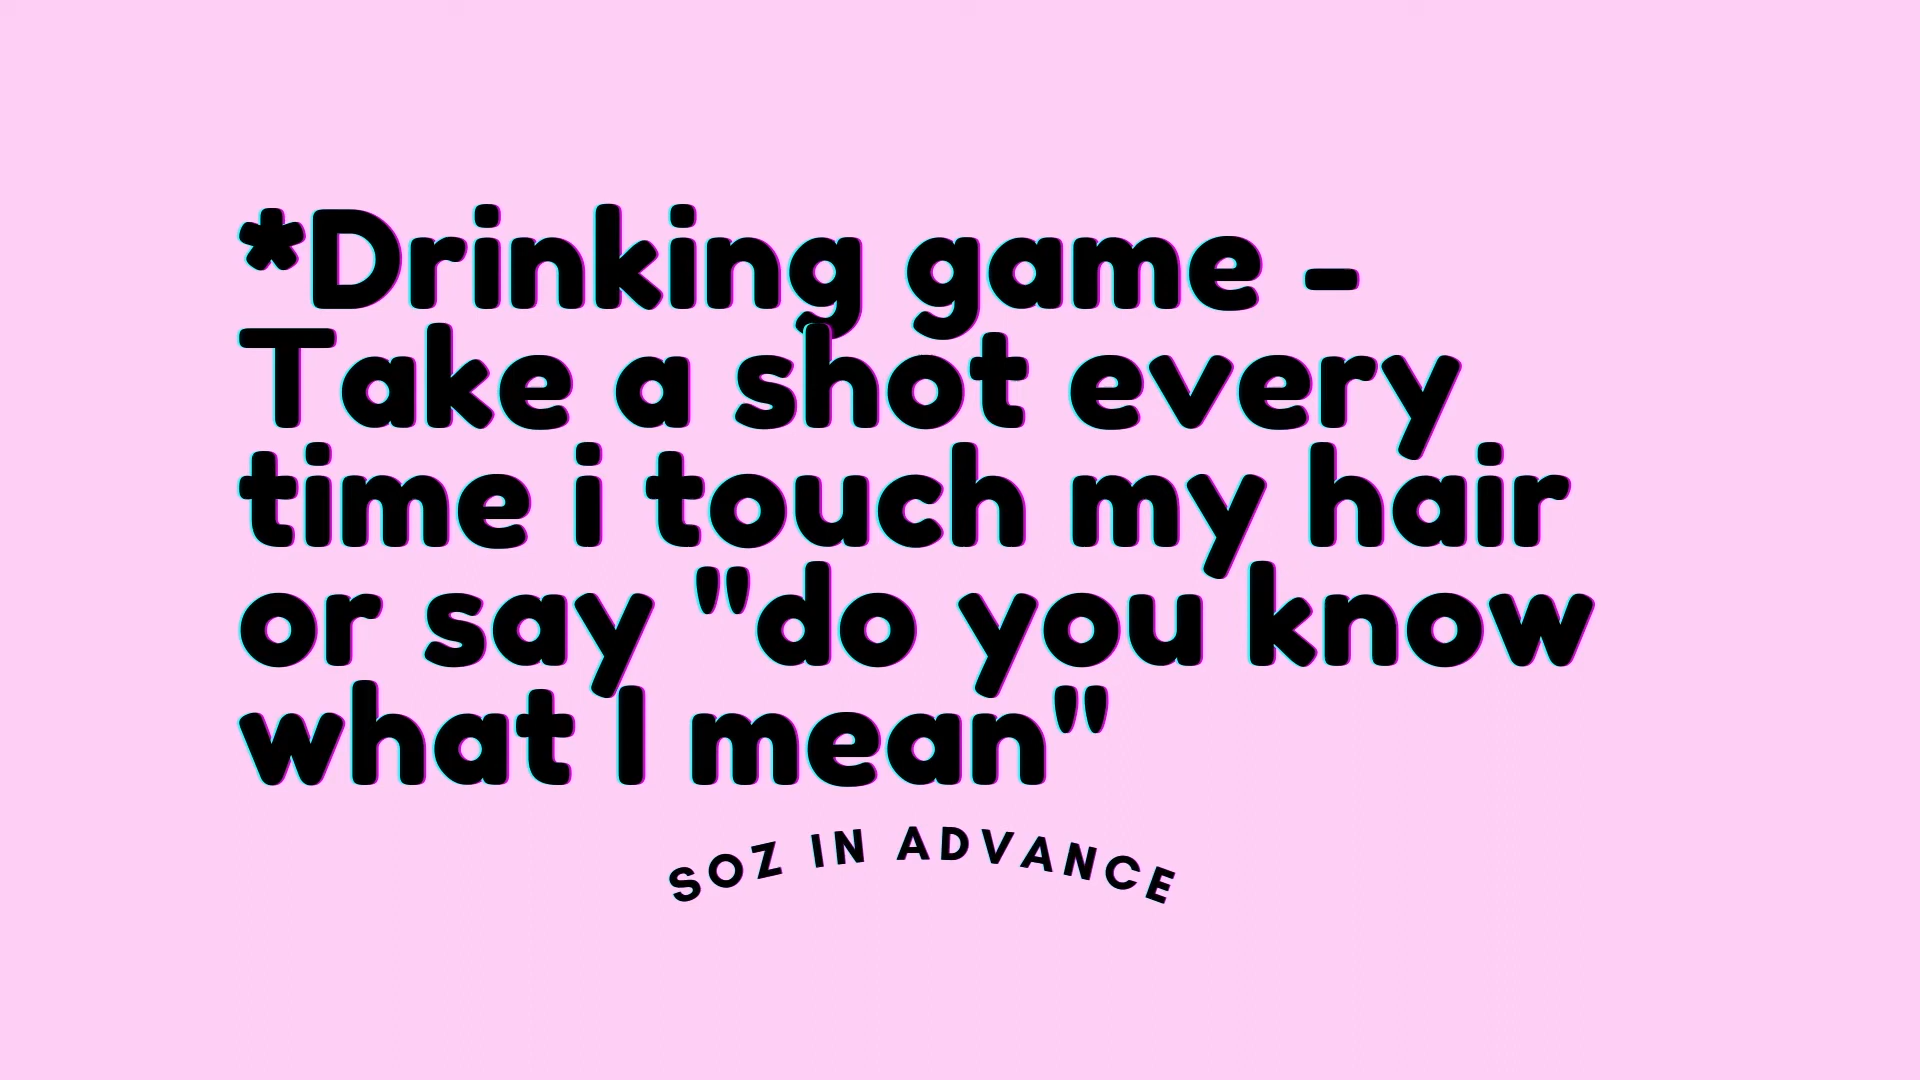 *Drinking game -
Take a shot every
time i touch my hair
or say "do you know
what I mean"
SOZ IN ADVANCE